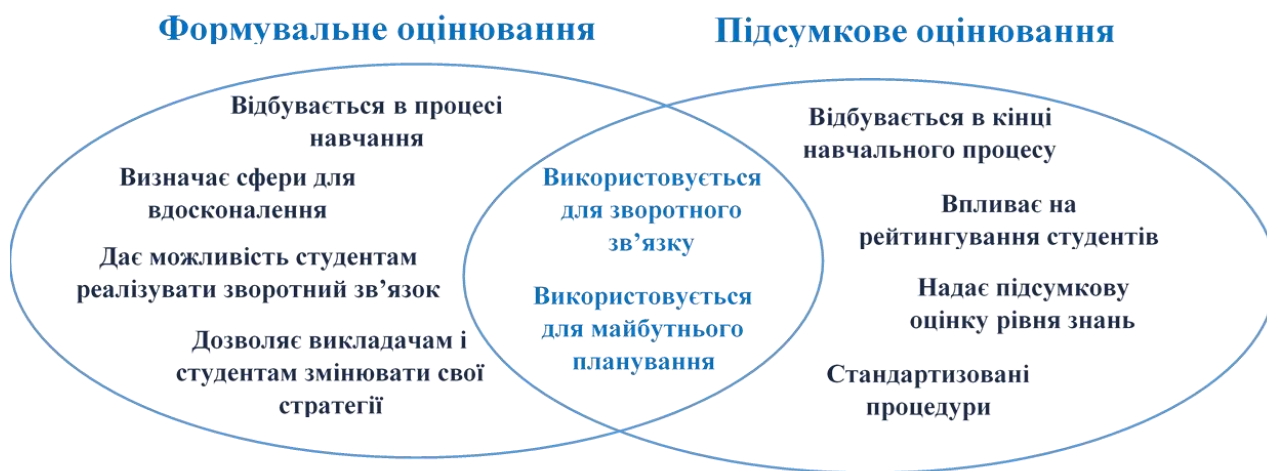 Формувальне оцінювання
Підсумкове оцінювання
Відбувається в процесі
навчання
Визначає сфери для
вдосконалення
Дає можливість студентам
реалізувати зворотний зв’язок
Дозволяє викладачам і
студентам змінювати свої
стратегії
Використовується
для зворотного
зв’язку
Використовується
для майбутнього
планування
Відбувається в кінці
навчального процесу
Впливає на
рейтингування студентів
Надає підсумкову
оцінку рівня знань
Стандартизовані
процедури